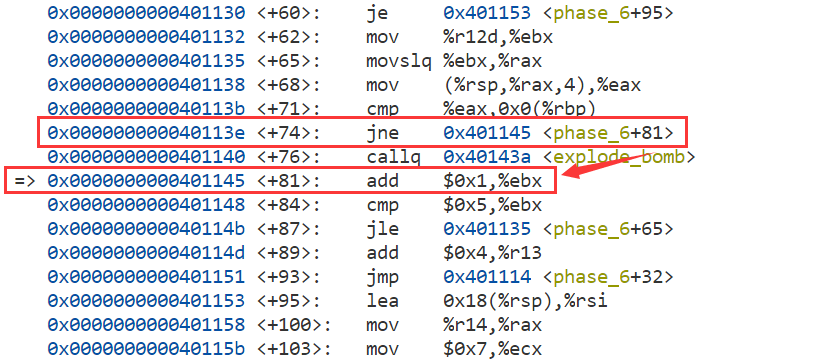 0x0000000000401130 <+60>: je 0x401153 <phase_6+95>
0x0000000000401132 <+62>: mov %r12d,%ebx
0x0000000000401135 <+65>: movslq %ebx,%rax
0x0000000000401138 <+68>: mov (%rsp,%rax,4),%eax
0x000000000040113b <+71>: cmp %eax,0x0(%rbp)
0x000000000040113e <+74>: jne 0x401145 <phase_6+81>
0x0000000000401140 <+76>: callq 0x40143a <explode_bomb>
=> 0x0000000000401145 <+81>: add $0x1,%ebx
0x0000000000401148 <+84>: cmp $0x5,%ebx
0x000000000040114b <+87>: jle 0x401135 <phase_6+65>
0x000000000040114d <+89>: add $0x4,%r13
0x0000000000401151 <+93>: jmp 0x401114 <phase_6+32>
0x0000000000401153 <+95>: lea 0x18(%rsp),%rsi
0x0000000000401158 <+100>: mov %r14,%rax
0x000000000040115b <+103>: mov $0x7,%ecx